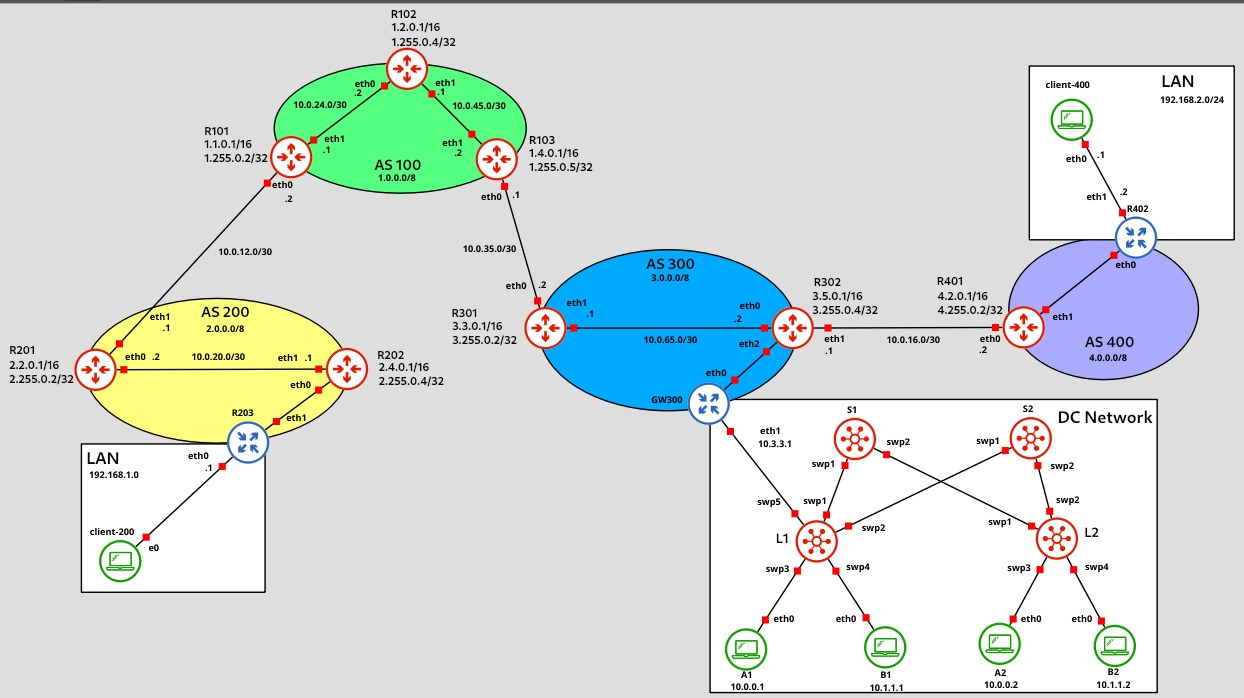 R102
1.2.0.1/16
1.255.0.4/32
eth0
.2
eth1
.1
10.0.24.0/30
10.0.45.0/30
R101
1.1.0.1/16
1.255.0.2/32
eth1
.1
eth1
.2
R103
1.4.0.1/16
1.255.0.5/32
AS 100
1.0.0.0/8
eth0
.2
eth0
.1
10.0.12.0/30
10.0.35.0/30
eth0
.2
AS 200
2.0.0.0/8
eth1
.1
R201
2.2.0.1/16
2.255.0.2/32
eth0
.2
10.0.20.0/30
eth1
.1
R202
2.4.0.1/16
2.255.0.4/32
eth0
eth1
R203
LAN
192.168.1.0
eth0
.1
client-200
e0
AS 300
3.0.0.0/8
R301
3.3.0.1/16
3.255.0.2/32
eth1
.1
10.0.65.0/30
eth0
.2
R302
3.5.0.1/16
3.255.0.4/32
eth2
eth1
.1
eth0
GW300
10.0.16.0/30
R401
4.2.0.1/16
4.255.0.2/32
eth0
.2
eth1
AS 400
4.0.0.0/8
eth0
R402
LAN
192.168.2.0/24
client-400
eth0
.1
eth1
.2
DC Network
eth1
10.3.3.1
S1
swp1
swp2
S2
swp1
swp2
swp5
swp1
swp2
L1
swp3
swp4
swp1
swp2
L2
swp3
swp4
eth0
eth0
eth0
eth0
A1
10.0.0.1
B1
10.1.1.1
A2
10.0.0.2
B2
10.1.1.2